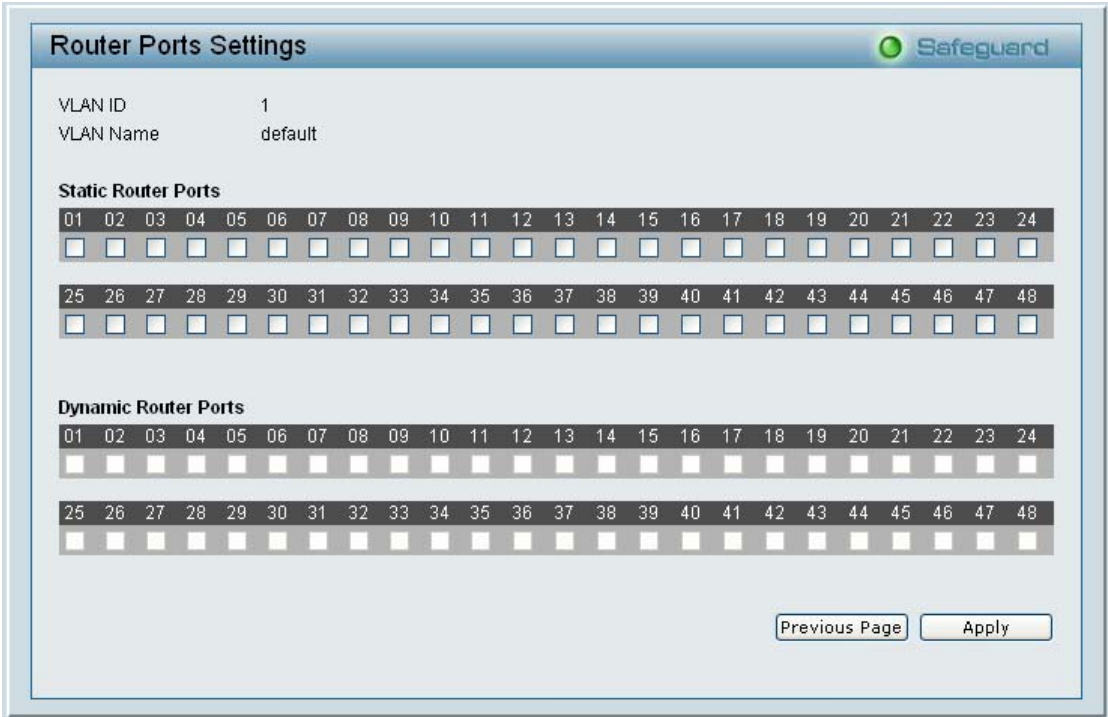 Router Ports Settings
Safeguard
VLAN ID 1
VLAN Name default
Static Router Ports
01 02 03 04 05 06 07 08 09 10 11 12 13 14 15 16 17 18 19 20 21 22 23 24
25 26 27 28 29 30 31 32 33 34 35 36 37 38 39 40 41 42 43 44 45 46 47 48
Dynamic Router Ports
01 02 03 04 05 06 07 08 09 10 11 12 13 14 15 16 17 18 19 20 21 22 23 24
25 26 27 28 29 30 31 32 33 34 35 36 37 38 39 40 41 42 43 44 45 46 47 48
Previous Page Apply